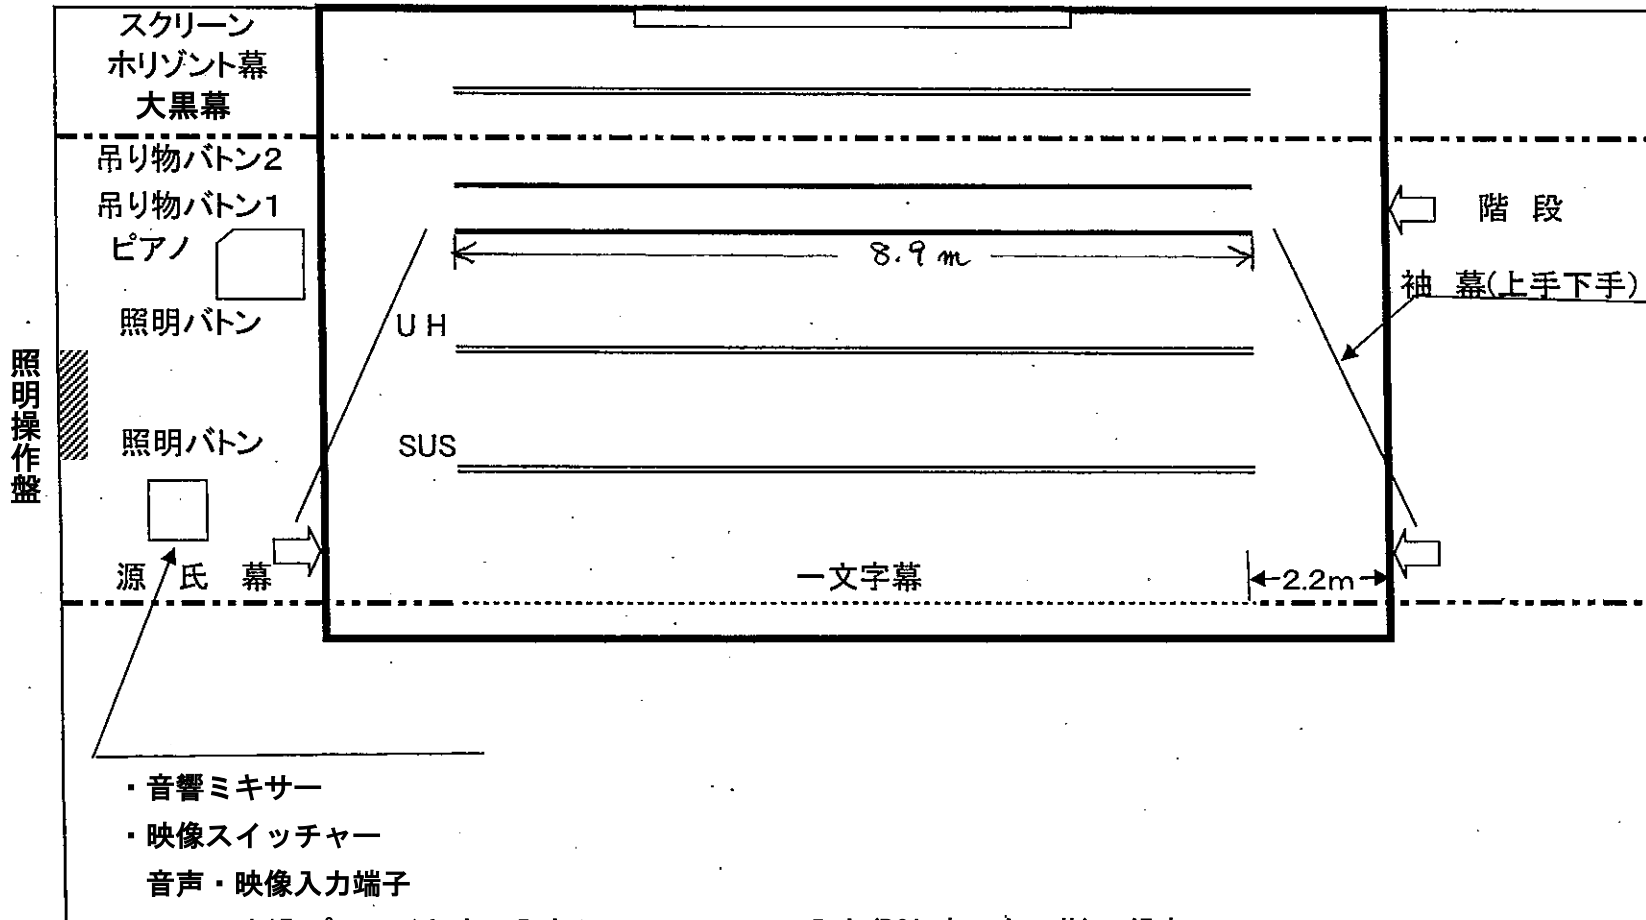 スクリーン
ホリゾント幕
大黒幕
吊り物バトン2
吊り物バトン1
階 段
ピアノ
8.9 m
袖 幕(上手下手)
照明バトン
UH
照明操作盤
照明バトン
SUS
源 氏 幕
一文字幕
2.2m
・音響ミキサー
・映像スイッチャー
音声・映像入力端子